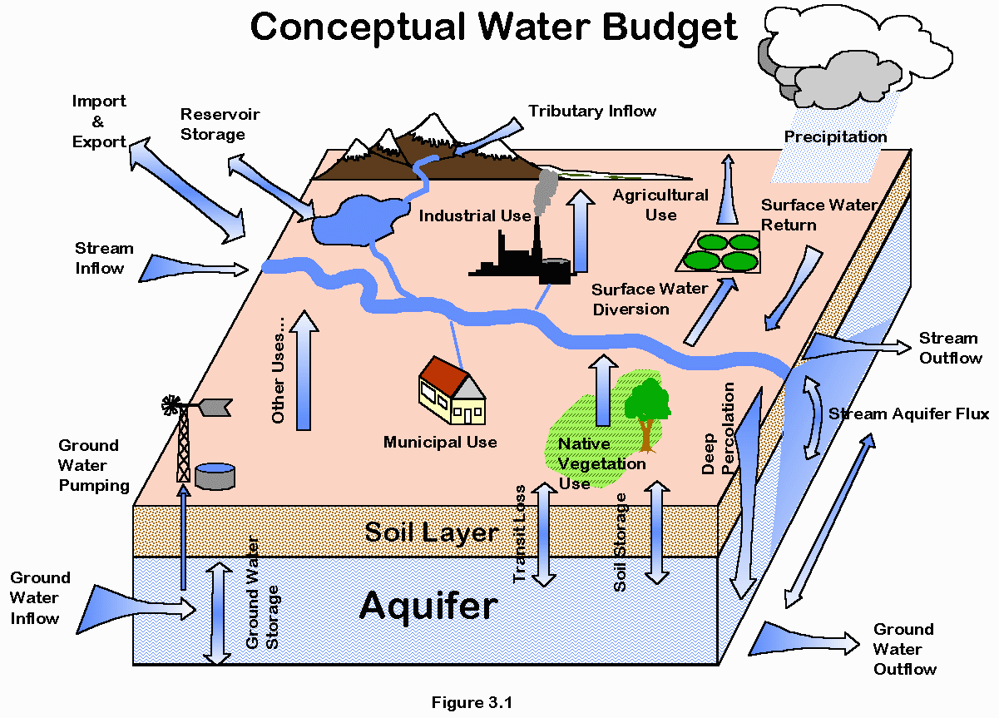 Conceptual Water Budget
Import
&
Export
Reservoir
Storage
Tributary Inflow
Precipitation
Industrial Use
Agricultural
Use
Surface Water
Return
Stream
Inflow
Surface Water
Diversion
Other Uses...
Stream
Outflow
Municipal Use
Native
Vegetation
Use
Deep
Percolation
Stream Aquifer Flux
Ground
Water
Pumping
Soil Layer
Transit Loss
Soil Storage
Ground
Water
Inflow
Ground Water
Storage
Aquifer
Ground
Water
Outflow
Figure 3.1